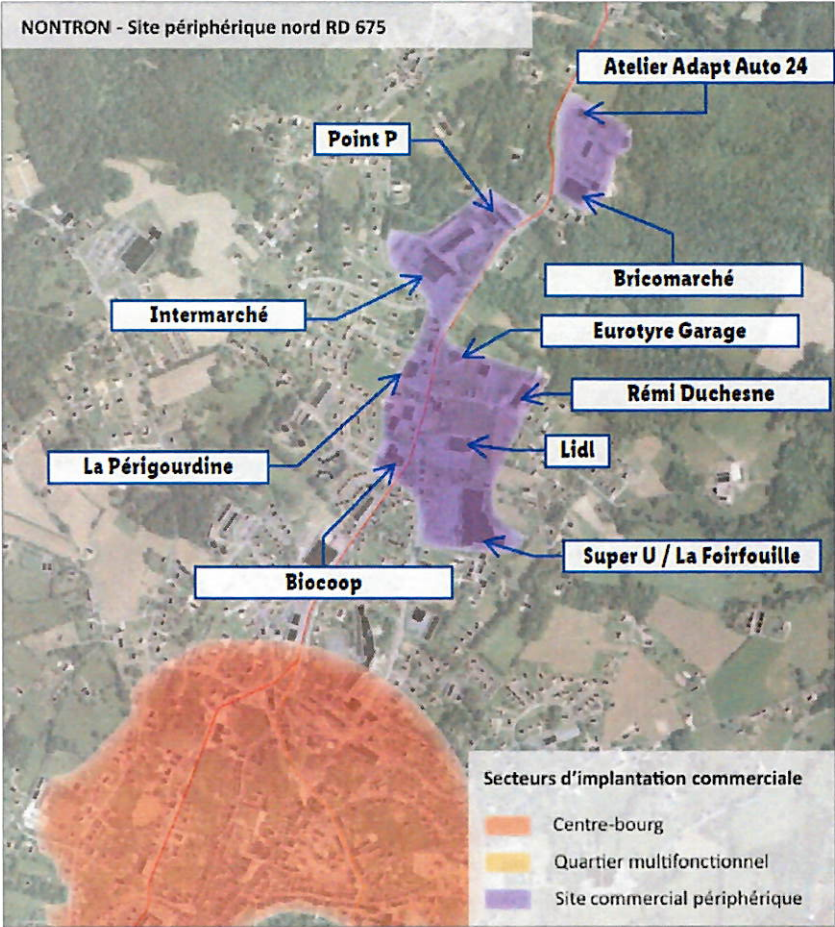 NONTRON - Site périphérique nord RD 675
Atelier Adapt Auto 24
Point P
Bricomarché
Intermarché
Eurotyre Garage
Rémi Duchesne
La Périgourdine
Lidl
Super U / La Foirfouille
Biocoop
Secteurs d'implantation commerciale
Centre-bourg
Quartier multifonctionnel
Site commercial périphérique